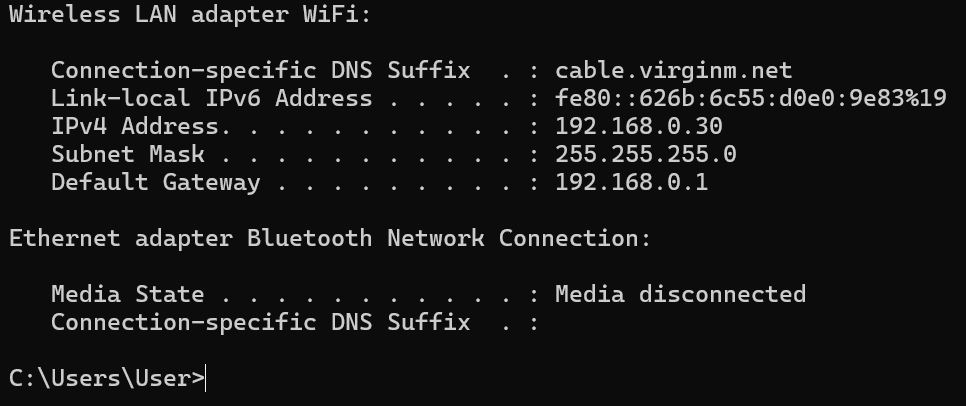 Wireless LAN adapter WiFi:

   Connection-specific DNS Suffix  . : cable.virginm.net
   Link-local IPv6 Address . . . . . : fe80::626b:6c55:d0e0:9e83%19
   IPv4 Address. . . . . . . . . . . : 192.168.0.30
   Subnet Mask . . . . . . . . . . . : 255.255.255.0
   Default Gateway . . . . . . . . . : 192.168.0.1

Ethernet adapter Bluetooth Network Connection:

   Media State . . . . . . . . . . . : Media disconnected
   Connection-specific DNS Suffix  . :

C:\Users\User>